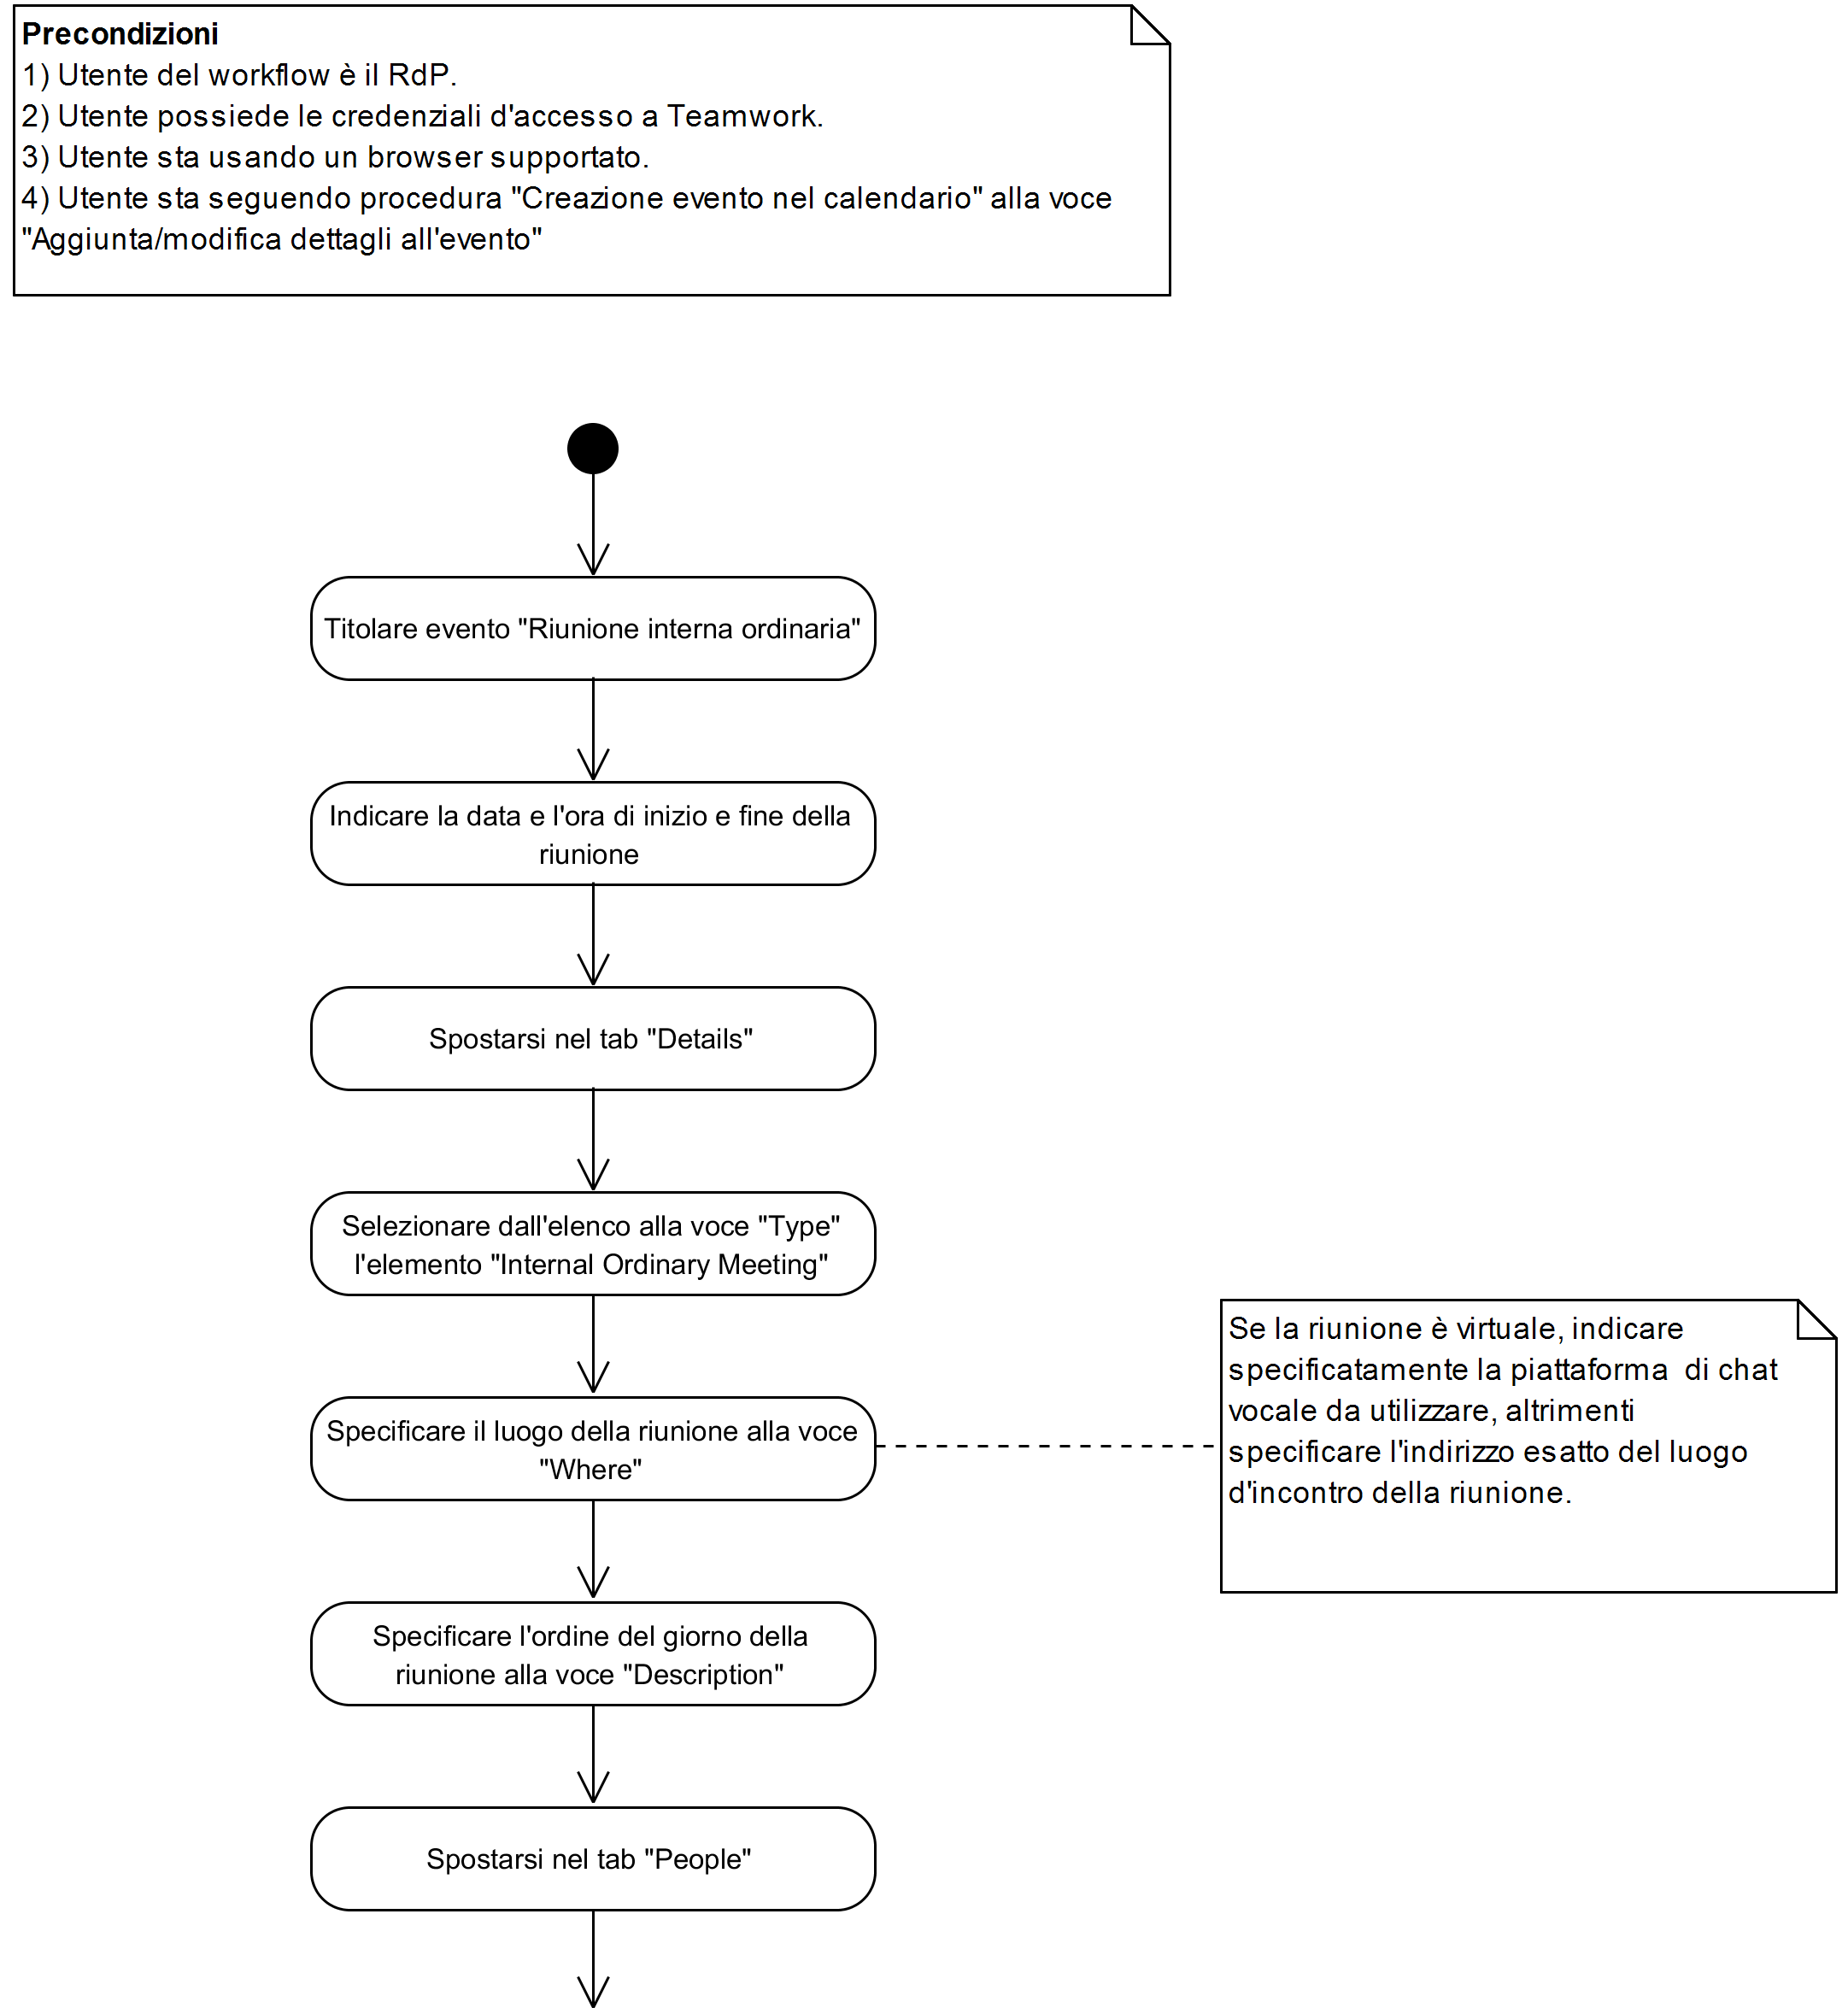 Precondizioni
1) Utente del workflow è il RdP.
2) Utente possiede le credenziali d'accesso a Teamwork.
3) Utente sta usando un browser supportato.
4) Utente sta seguendo procedura "Creazione evento nel calendario" alla voce
"Aggiunta/modifica dettagli all'evento"
Titolare evento "Riunione interna ordinaria"
Indicare la data e l'ora di inizio e fine della
riunione
Spostarsi nel tab "Details"
Selezionare dall'elenco alla voce "Type"
l'elemento "Internal Ordinary Meeting"
Specificare il luogo della riunione alla voce
"Where"
Se la riunione è virtuale, indicare
specificatamente la piattaforma  di chat
vocale da utilizzare, altrimenti
specificare l'indirizzo esatto del luogo
d'incontro della riunione.
Specificare l'ordine del giorno della
riunione alla voce "Description"
Spostarsi nel tab "People"